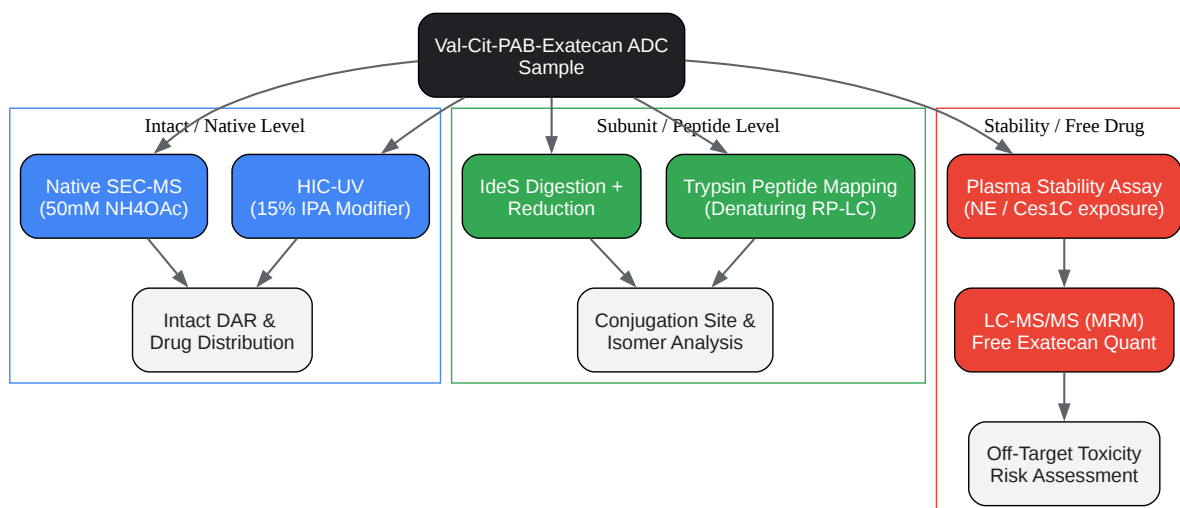 Val-Cit-PAB-Exatecan ADC
Sample
Intact / Native Level
Subunit / Peptide Level
Stability / Free Drug
Native SEC-MS
(50mM NH4OAc)
HIC-UV
(15% IPA Modifier)
IdeS Digestion +
Reduction
Trypsin Peptide Mapping
(Denaturing RP-LC)
Plasma Stability Assay
(NE / Ces1C exposure)
Intact DAR &
Drug Distribution
Conjugation Site &
Isomer Analysis
LC-MS/MS (MRM)
Free Exatecan Quant
Off-Target Toxicity
Risk Assessment